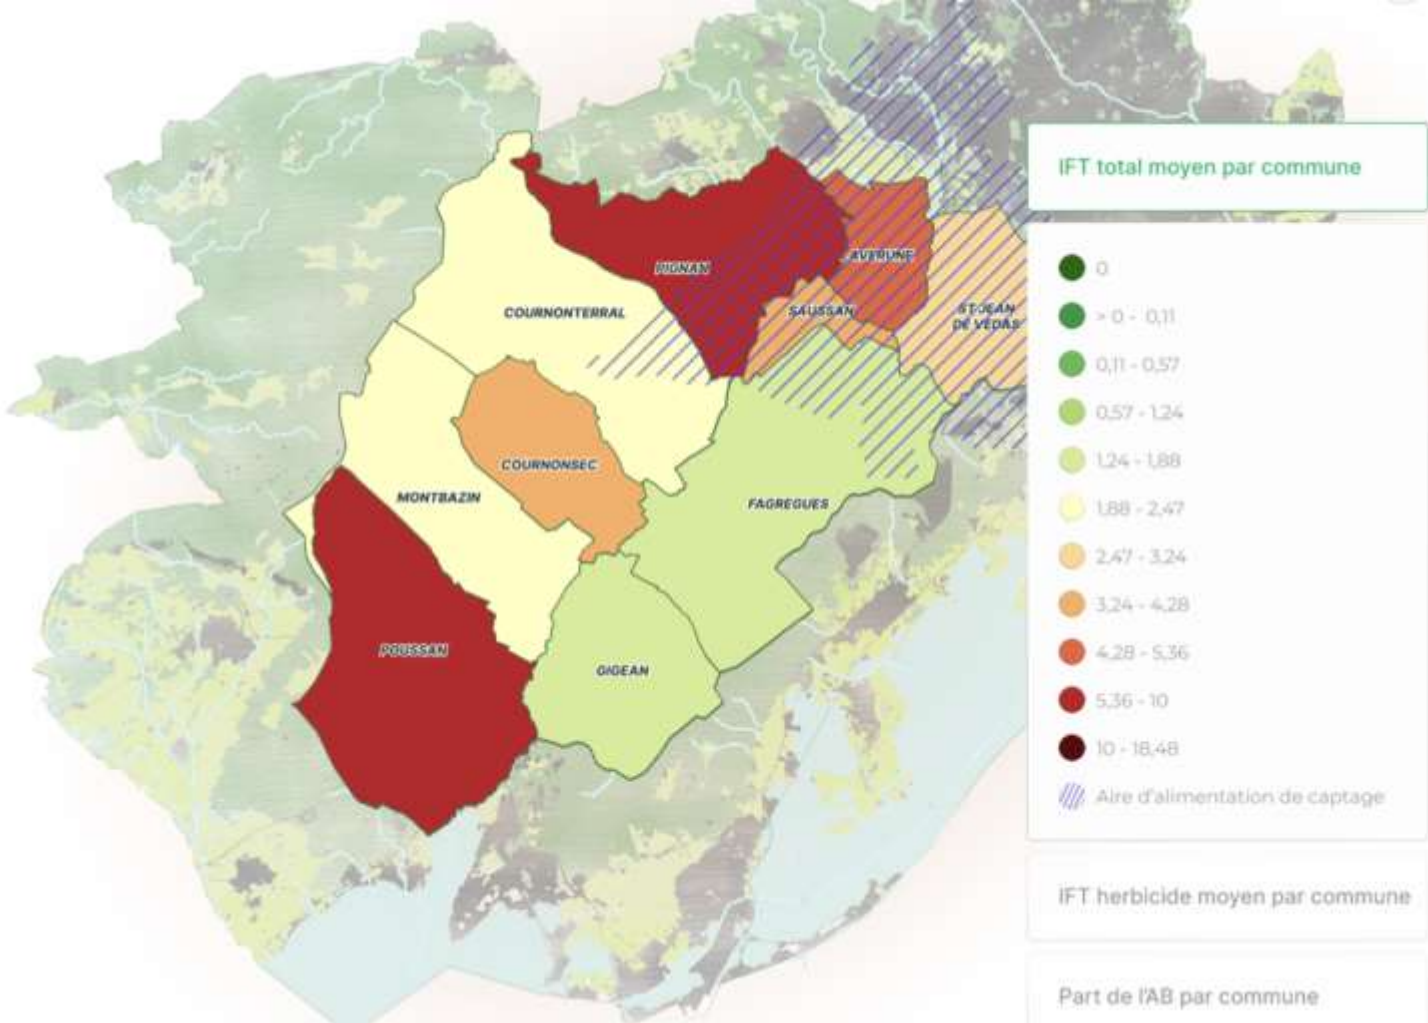 IFT total moyen par commune
PIGNAN
LAVERUNE
COURNONTERRAL
SAUSSAN
ST-JEAN
DE VÉDAS
COURNONSEC
MONTBAZIN
FAGREGUES
POUSSAN
GIGEAN
0
> 0 - 0,11
0,11 - 0,57
0,57 - 1,24
1,24 - 1,88
1,88 - 2,47
2,47 - 3,24
3,24 - 4,28
4,28 - 5,36
5,36 - 10
10 - 18,48
Aire d'alimentation de captage
IFT herbicide moyen par commune
Part de l'AB par commune